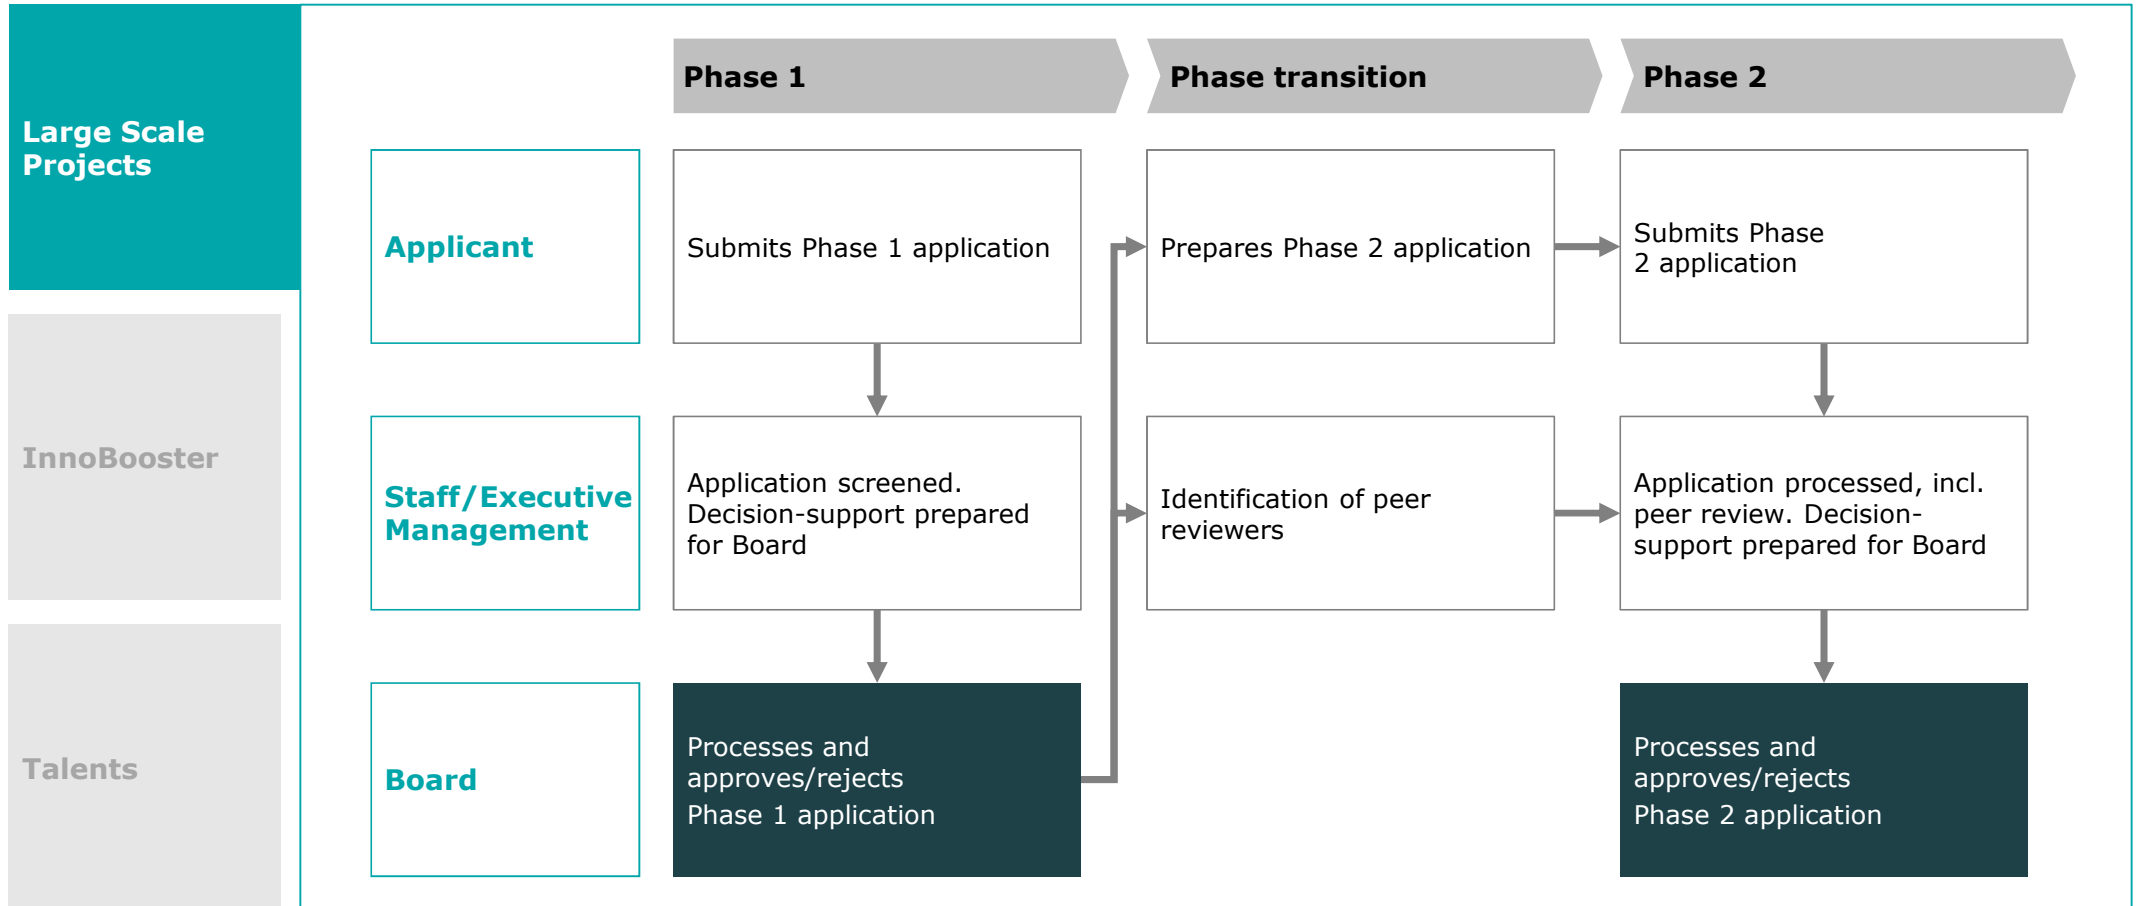 Large Scale
Projects
InnoBooster
Talents
Phase 1
Phase transition
Phase 2
Applicant
Submits Phase 1 application
Prepares Phase 2 application
Submits Phase
2 application
Staff/Executive
Management
Application screened.
Decision-support prepared
for Board
Identification of peer
reviewers
Application processed, incl.
peer review. Decision-
support prepared for Board
Board
Processes and
approves/rejects
Phase 1 application
Processes and
approves/rejects
Phase 2 application